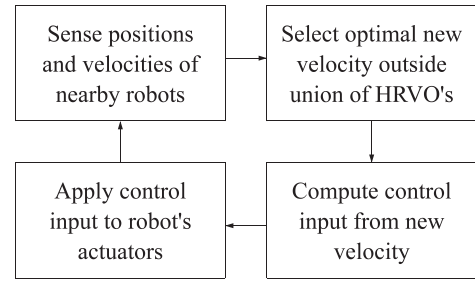 Sense positions
and velocities of
nearby robots
Select optimal new
velocity outside
union of HRVO's
Apply control
input to robot's
actuators
Compute control
input from new
velocity